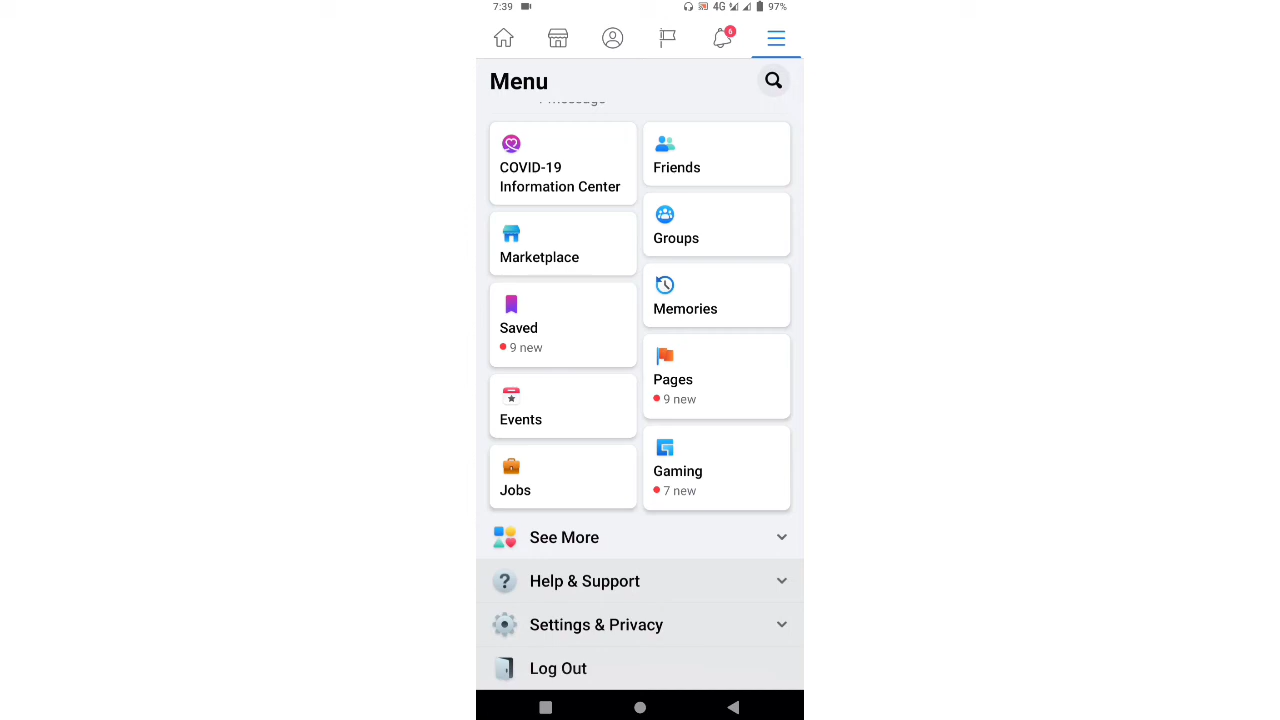 7:39 4G 97%
6
Menu
COVID-19
Information Center
Friends
Marketplace
Groups
Saved
9 new
Memories
Events
Pages
9 new
Jobs
Gaming
7 new
See More
Help & Support
Settings & Privacy
Log Out